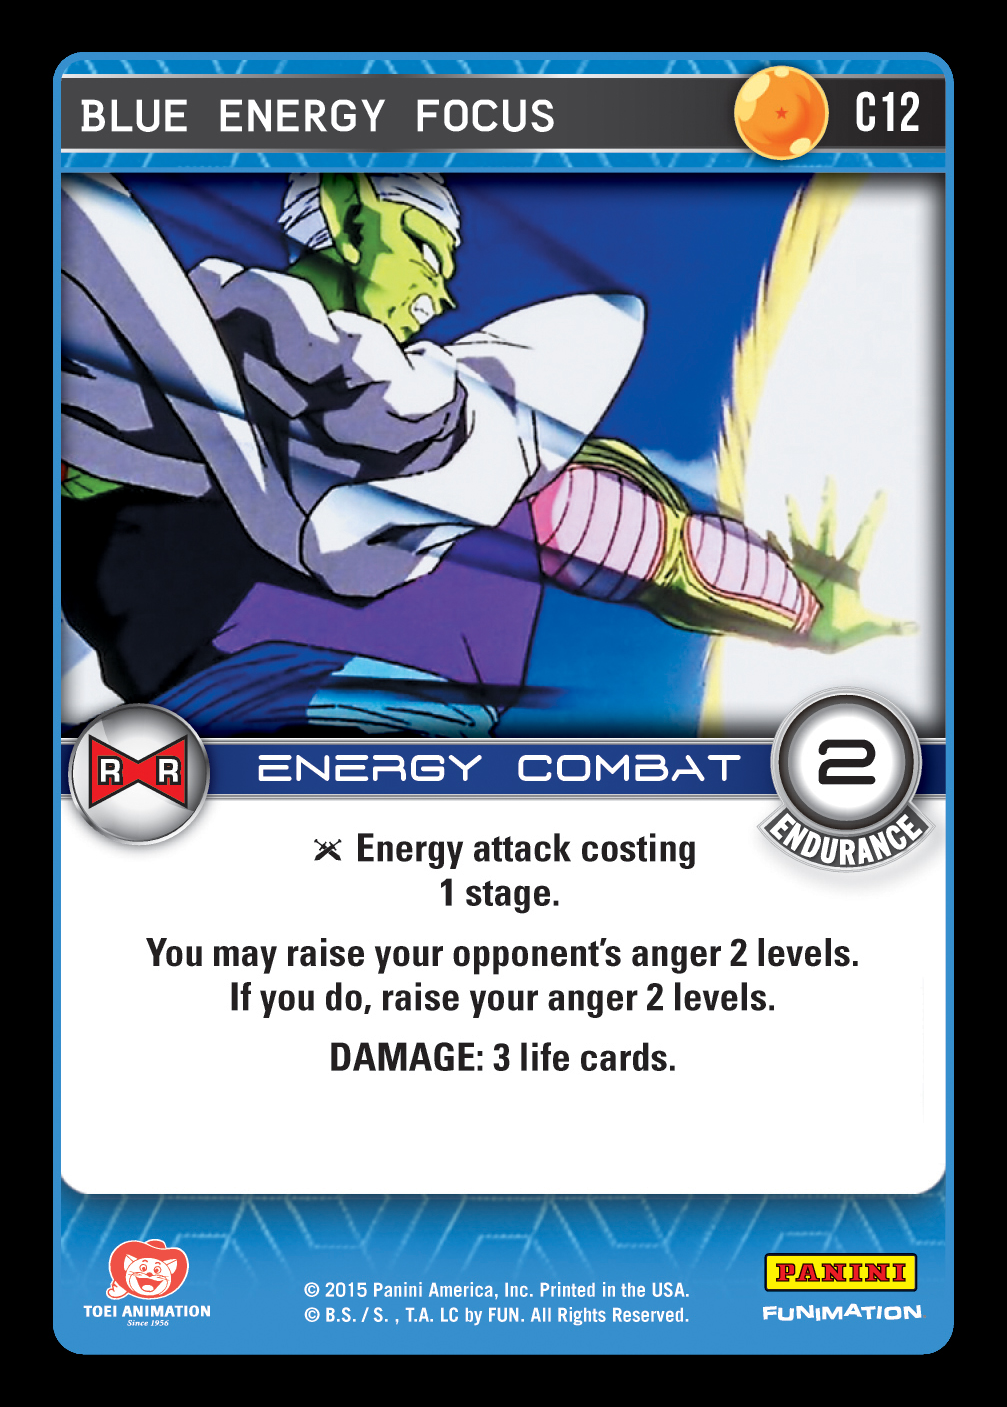 BLUE ENERGY FOCUS
C12
R R
ENERGY COMBAT
2
ENDURANCE
Energy attack costing
1 stage.
You may raise your opponent's anger 2 levels.
If you do, raise your anger 2 levels.
DAMAGE: 3 life cards.
TOEI ANIMATION
Since 1956
© 2015 Panini America, Inc. Printed in the USA.
© B.S. / S. , T.A. LC by FUN. All Rights Reserved.
PANINI
FUNIMATION